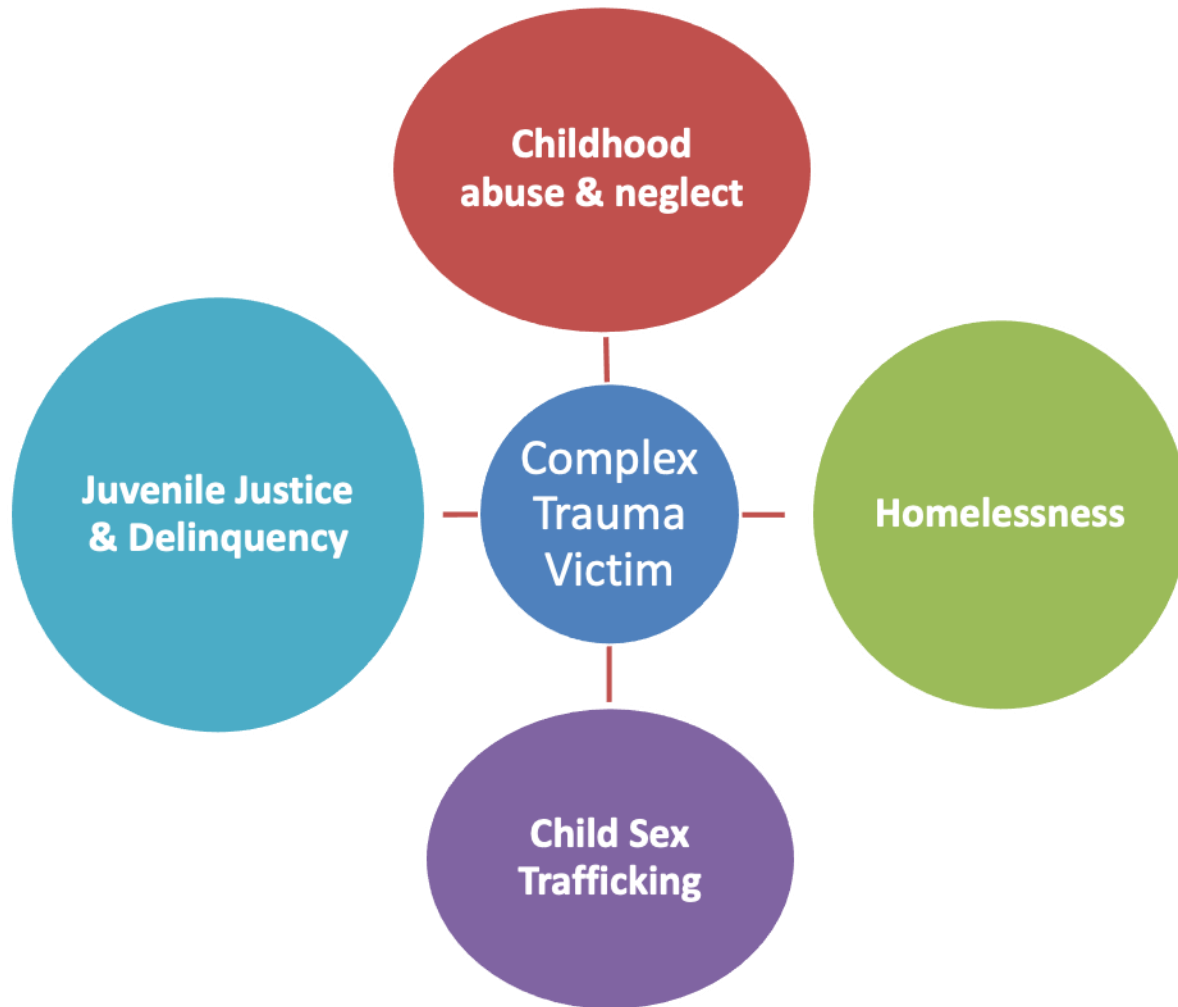 Childhood
abuse & neglect
Juvenile Justice
& Delinquency
Complex
Trauma
Victim
Homelessness
Child Sex
Trafficking